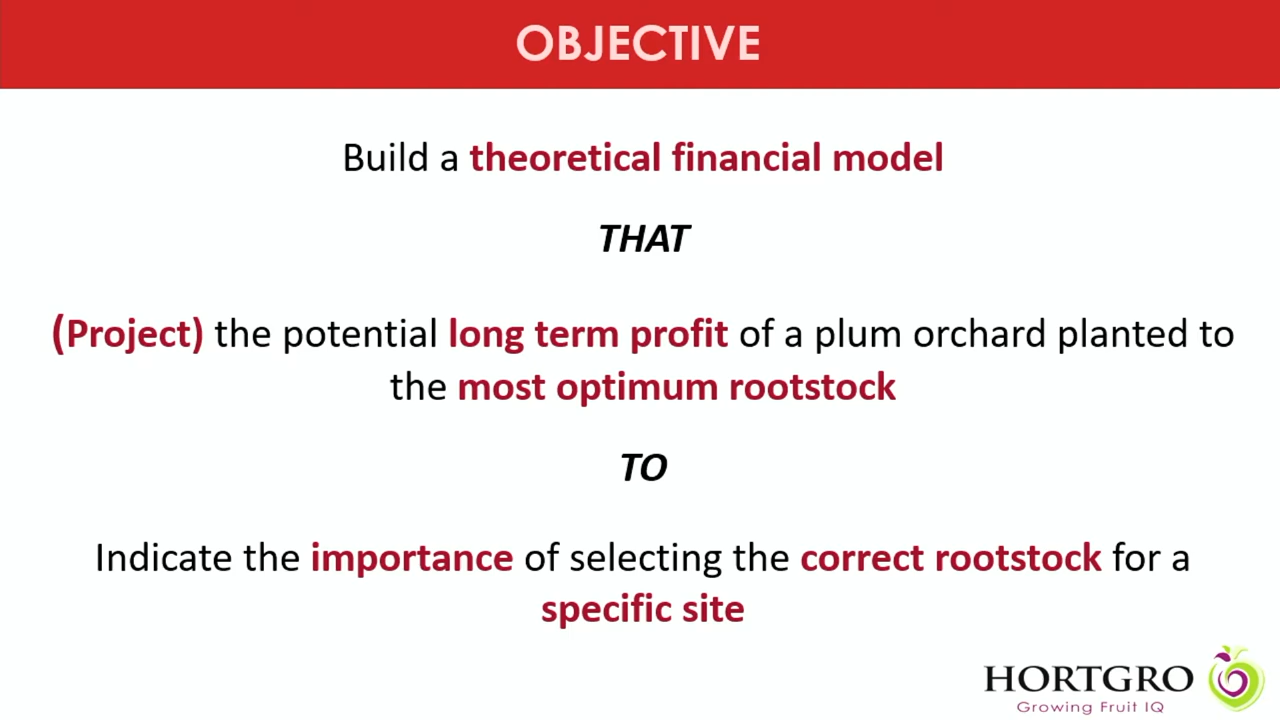 OBJECTIVE
Build a theoretical financial model
THAT
(Project) the potential long term profit of a plum orchard planted to
the most optimum rootstock
TO
Indicate the importance of selecting the correct rootstock for a
specific site
HORTGRO
Growing Fruit IQ